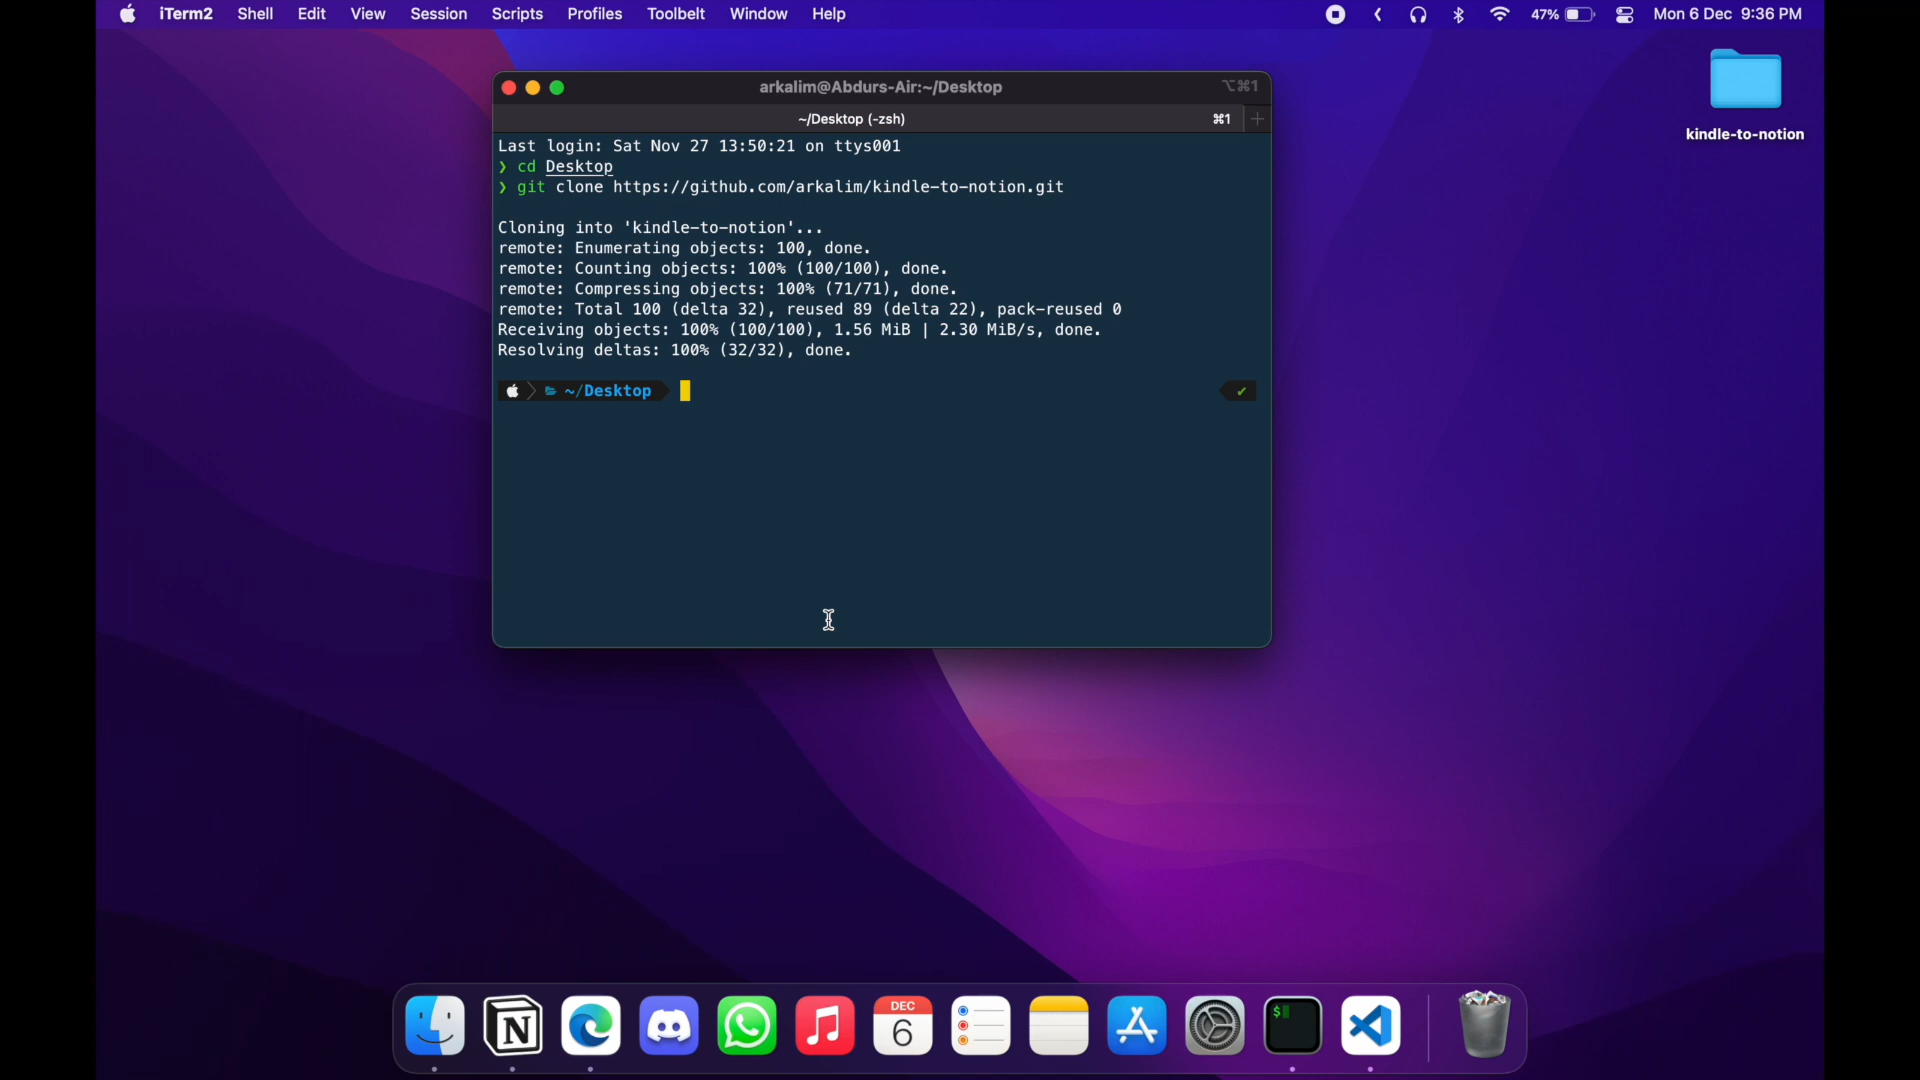 iTerm2 Shell Edit View Session Scripts Profiles Toolbelt Window Help 47% Mon 6 Dec 9:36 PM
kindle-to-notion
arkalim@Abdurs-Air:~/Desktop ⌥⌘1
~/Desktop (-zsh) ⌘1
Last login: Sat Nov 27 13:50:21 on ttys001
❯ cd Desktop
❯ git clone https://github.com/arkalim/kindle-to-notion.git
Cloning into 'kindle-to-notion'...
remote: Enumerating objects: 100, done.
remote: Counting objects: 100% (100/100), done.
remote: Compressing objects: 100% (71/71), done.
remote: Total 100 (delta 32), reused 89 (delta 22), pack-reused 0
Receiving objects: 100% (100/100), 1.56 MiB | 2.30 MiB/s, done.
Resolving deltas: 100% (32/32), done.
~/Desktop ✔
DEC
6
$